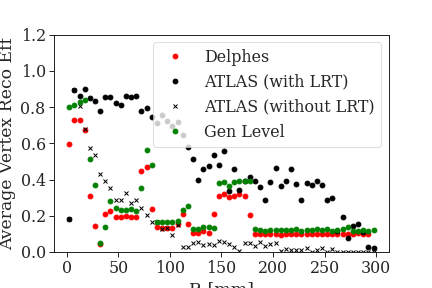 Average Vertex Reco Eff
1.2
1.0
0.8
0.6
0.4
0.2
0.0
Delphes
ATLAS (with LRT)
ATLAS (without LRT)
Gen Level
0 50 100 150 200 250 300
R [mm]